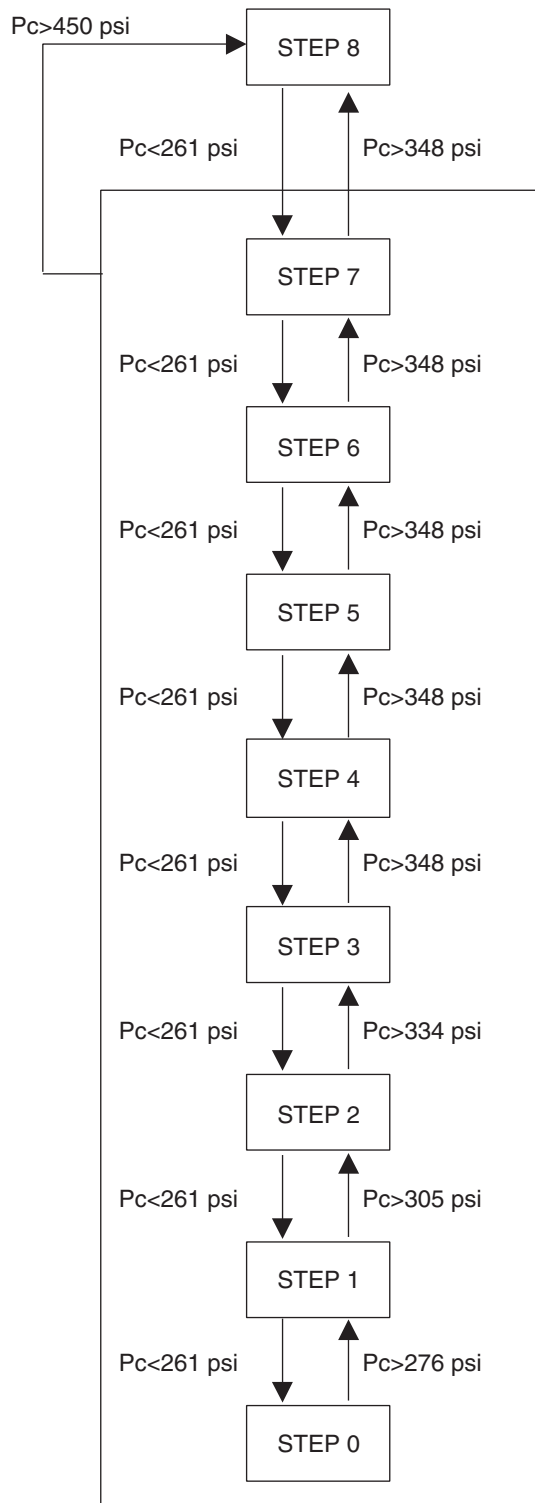 Pc>450 psi
STEP 8
Pc<261 psi Pc>348 psi
STEP 7
Pc<261 psi Pc>348 psi
STEP 6
Pc<261 psi Pc>348 psi
STEP 5
Pc<261 psi Pc>348 psi
STEP 4
Pc<261 psi Pc>348 psi
STEP 3
Pc<261 psi Pc>334 psi
STEP 2
Pc<261 psi Pc>305 psi
STEP 1
Pc<261 psi Pc>276 psi
STEP 0